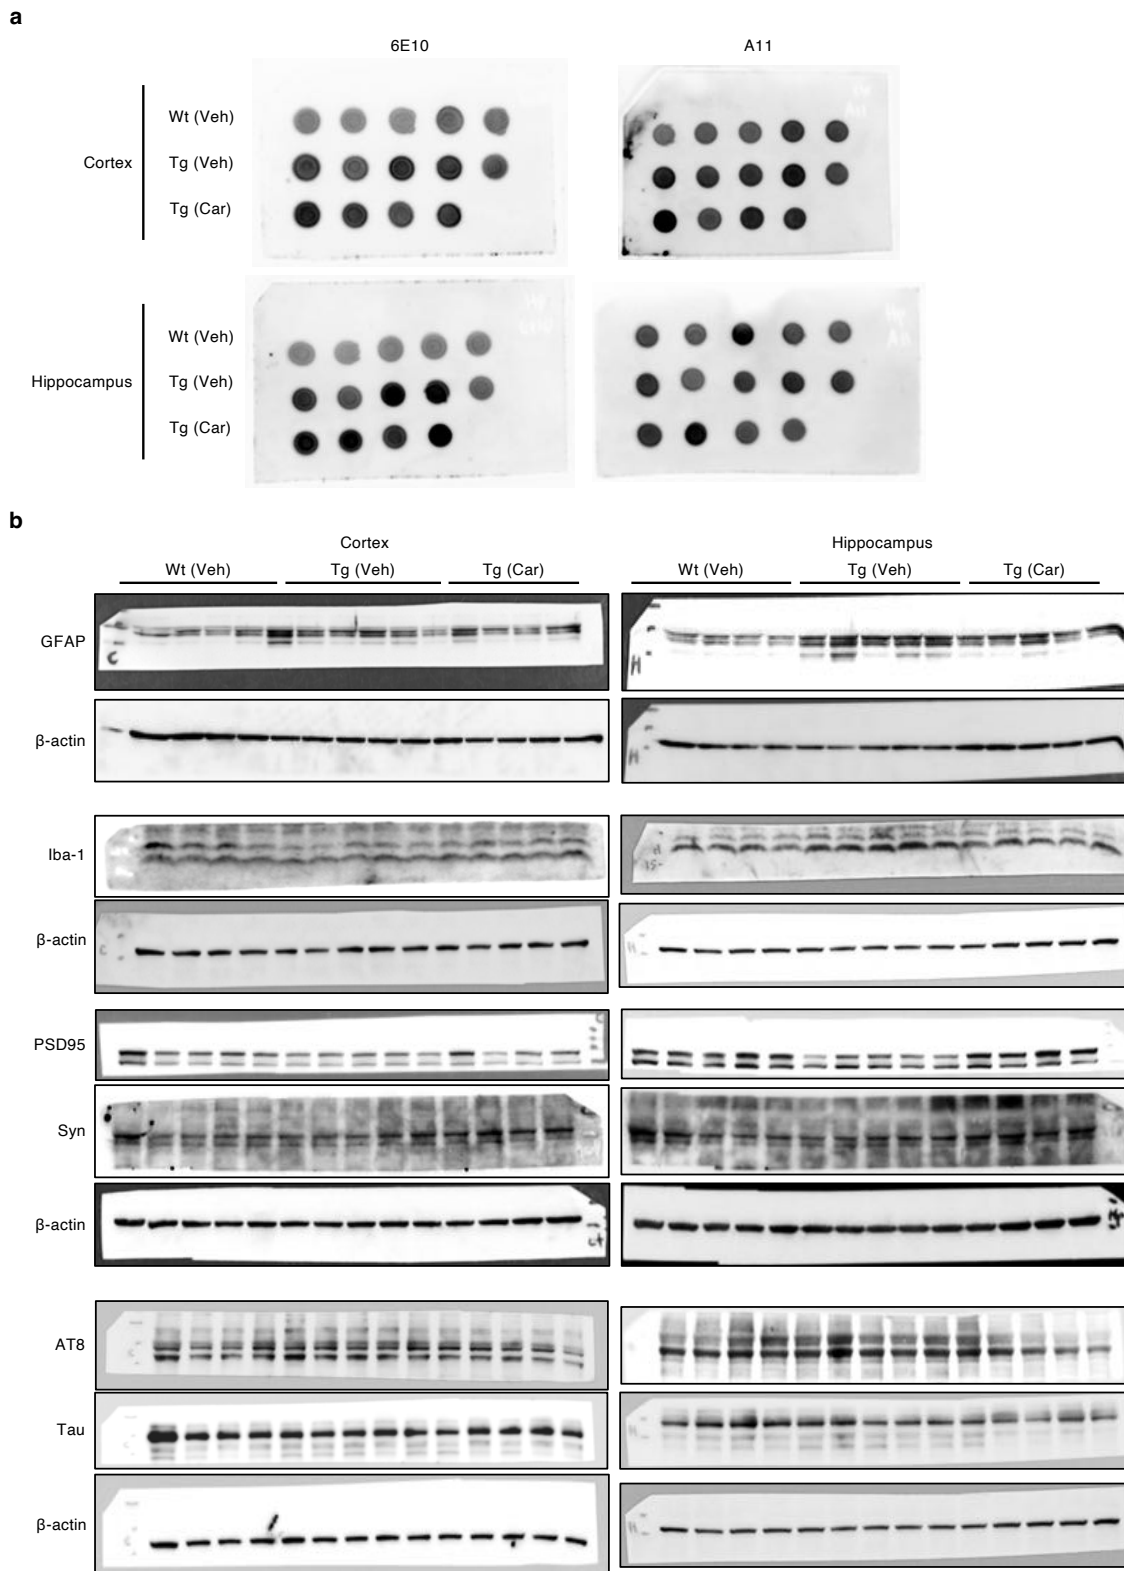 a
6E10 A11
Wt (Veh)
Cortex Tg (Veh)
Tg (Car)
Wt (Veh)
Hippocampus Tg (Veh)
Tg (Car)
b
Cortex Hippocampus
Wt (Veh) Tg (Veh) Tg (Car) Wt (Veh) Tg (Veh) Tg (Car)
GFAP
C
H
β-actin
H
Iba-1
β-actin
C
H
PSD95
Syn
β-actin
AT8
Tau
β-actin